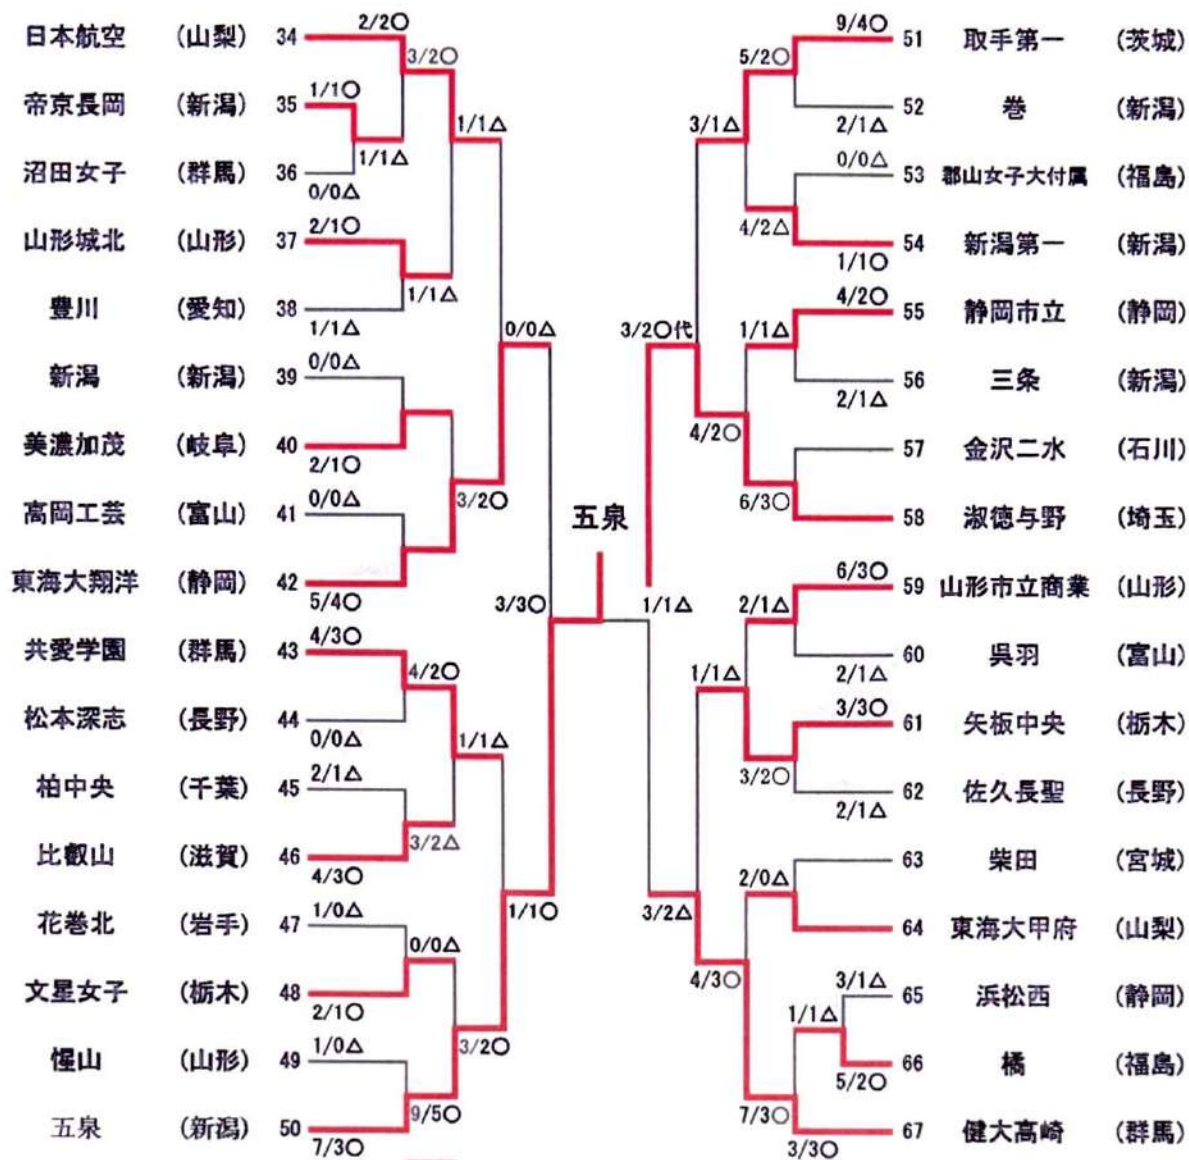 日本航空 (山梨) 34 2/2○
3/2○
帝京長岡 (新潟) 35 1/1○
1/1△
1/1△
沼田女子 (群馬) 36 0/0△
山形城北 (山形) 37 2/1○
1/1△
豊川 (愛知) 38 1/1△
0/0△
新潟 (新潟) 39 0/0△
美濃加茂 (岐阜) 40 2/1○
3/2○
高岡工芸 (富山) 41 0/0△
東海大翔洋 (静岡) 42 5/4○
3/3○
共愛学園 (群馬) 43 4/3○
4/2○
松本深志 (長野) 44 0/0△
1/1△
柏中央 (千葉) 45 2/1△
3/2△
比叡山 (滋賀) 46 4/3○
1/1○
花巻北 (岩手) 47 1/0△
0/0△
文星女子 (栃木) 48 2/1○
3/2○
惺山 (山形) 49 1/0△
9/5○
五泉 (新潟) 50 7/3○
五泉
9/4○ 51 取手第一 (茨城)
5/2○
2/1△ 52 巻 (新潟)
3/1△
0/0△ 53 郡山女子大付属 (福島)
4/2△
1/1○ 54 新潟第一 (新潟)
4/2○ 55 静岡市立 (静岡)
3/2○代
1/1△
2/1△ 56 三条 (新潟)
4/2○
57 金沢二水 (石川)
6/3○
58 淑徳与野 (埼玉)
6/3○ 59 山形市立商業 (山形)
1/1△
2/1△
2/1△ 60 呉羽 (富山)
1/1△
3/3○ 61 矢板中央 (栃木)
3/2○
2/1△ 62 佐久長聖 (長野)
63 柴田 (宮城)
2/0△
3/2△
64 東海大甲府 (山梨)
4/3○
3/1△ 65 浜松西 (静岡)
1/1△
5/2○ 66 橘 (福島)
7/3○
3/3○ 67 健大高崎 (群馬)